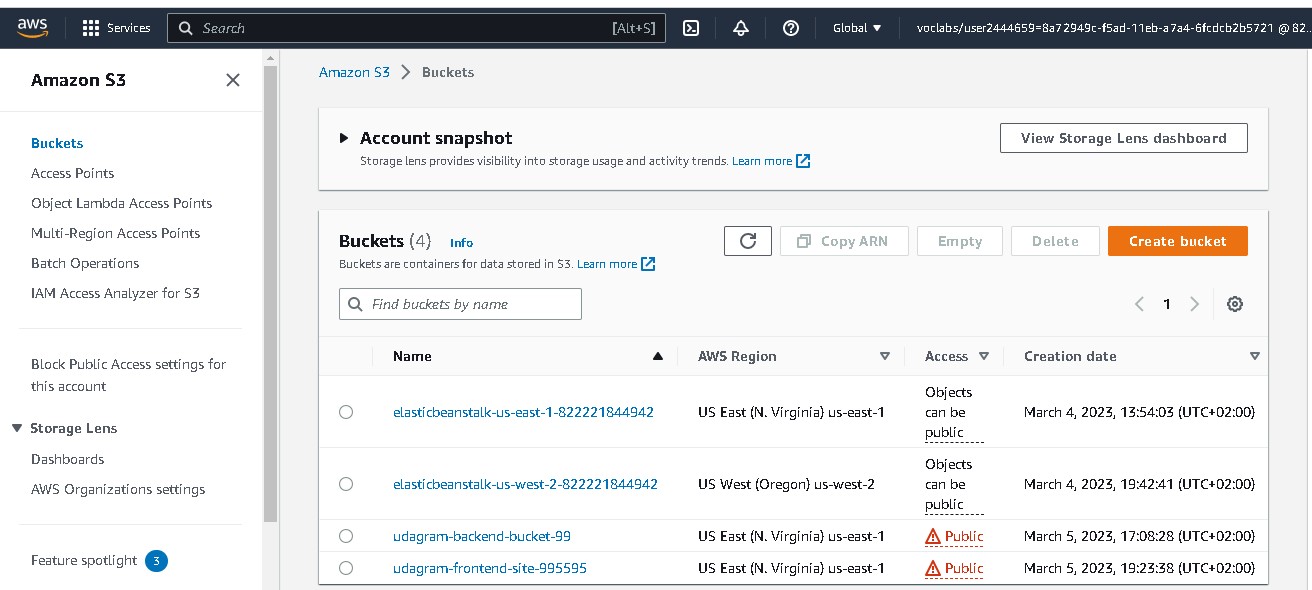 aws
Services
Search
[Alt+S]
Global
voclabs/user2444659=8a72949c-f5ad-11eb-a7a4-6fcdcb2b5721 @ 82...
Amazon S3
Buckets
Access Points
Object Lambda Access Points
Multi-Region Access Points
Batch Operations
IAM Access Analyzer for S3
Block Public Access settings for
this account
Storage Lens
Dashboards
AWS Organizations settings
Feature spotlight 3
Amazon S3 > Buckets
Account snapshot
Storage lens provides visibility into storage usage and activity trends. Learn more
View Storage Lens dashboard
Buckets (4) Info
Buckets are containers for data stored in S3. Learn more
Copy ARN
Empty
Delete
Create bucket
Find buckets by name
1
Name AWS Region Access Creation date
elasticbeanstalk-us-east-1-822221844942 US East (N. Virginia) us-east-1 Objects
can be
public March 4, 2023, 13:54:03 (UTC+02:00)
elasticbeanstalk-us-west-2-822221844942 US West (Oregon) us-west-2 Objects
can be
public March 4, 2023, 19:42:41 (UTC+02:00)
udagram-backend-bucket-99 US East (N. Virginia) us-east-1 Public March 5, 2023, 17:08:28 (UTC+02:00)
udagram-frontend-site-995595 US East (N. Virginia) us-east-1 Public March 5, 2023, 19:23:38 (UTC+02:00)